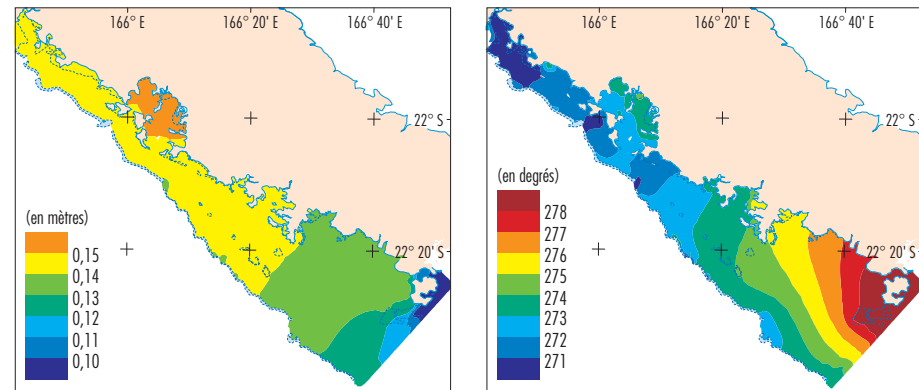 166° E 166° 20' 166° 40'
22° S
22° 20' S
(en mètres)
0,15
0,14
0,13
0,12
0,11
0,10
166° E 166° 20' 166° 40'
22° S
22° 20' S
(en degrés)
278
277
276
275
274
273
272
271